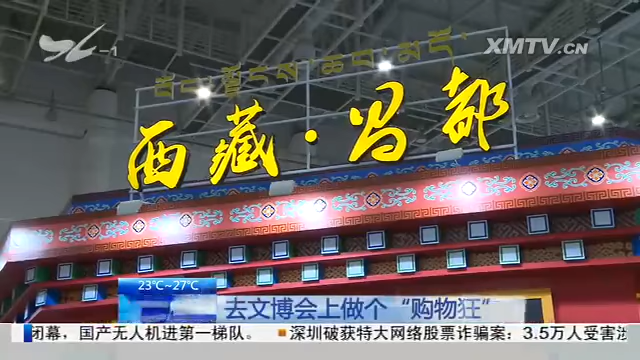 XMTV.CN
西藏·昌都
23℃~27℃
去文博会上做个“购物狂”
闭幕，国产无人机进第一梯队。 ■深圳破获特大网络股票诈骗案：3.5万人受害涉